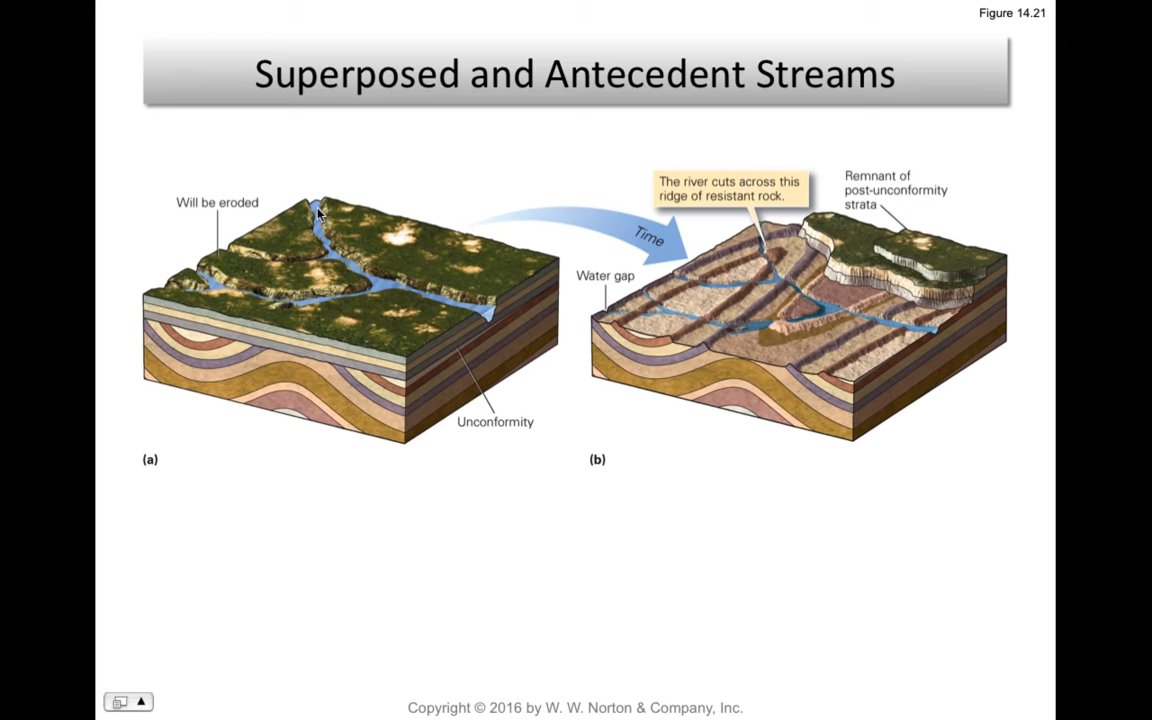 Figure 14.21
Superposed and Antecedent Streams
Will be eroded
The river cuts across this
ridge of resistant rock.
Remnant of
post-unconformity
strata
Time
Water gap
Unconformity
(a)
(b)
Copyright © 2016 by W. W. Norton & Company, Inc.